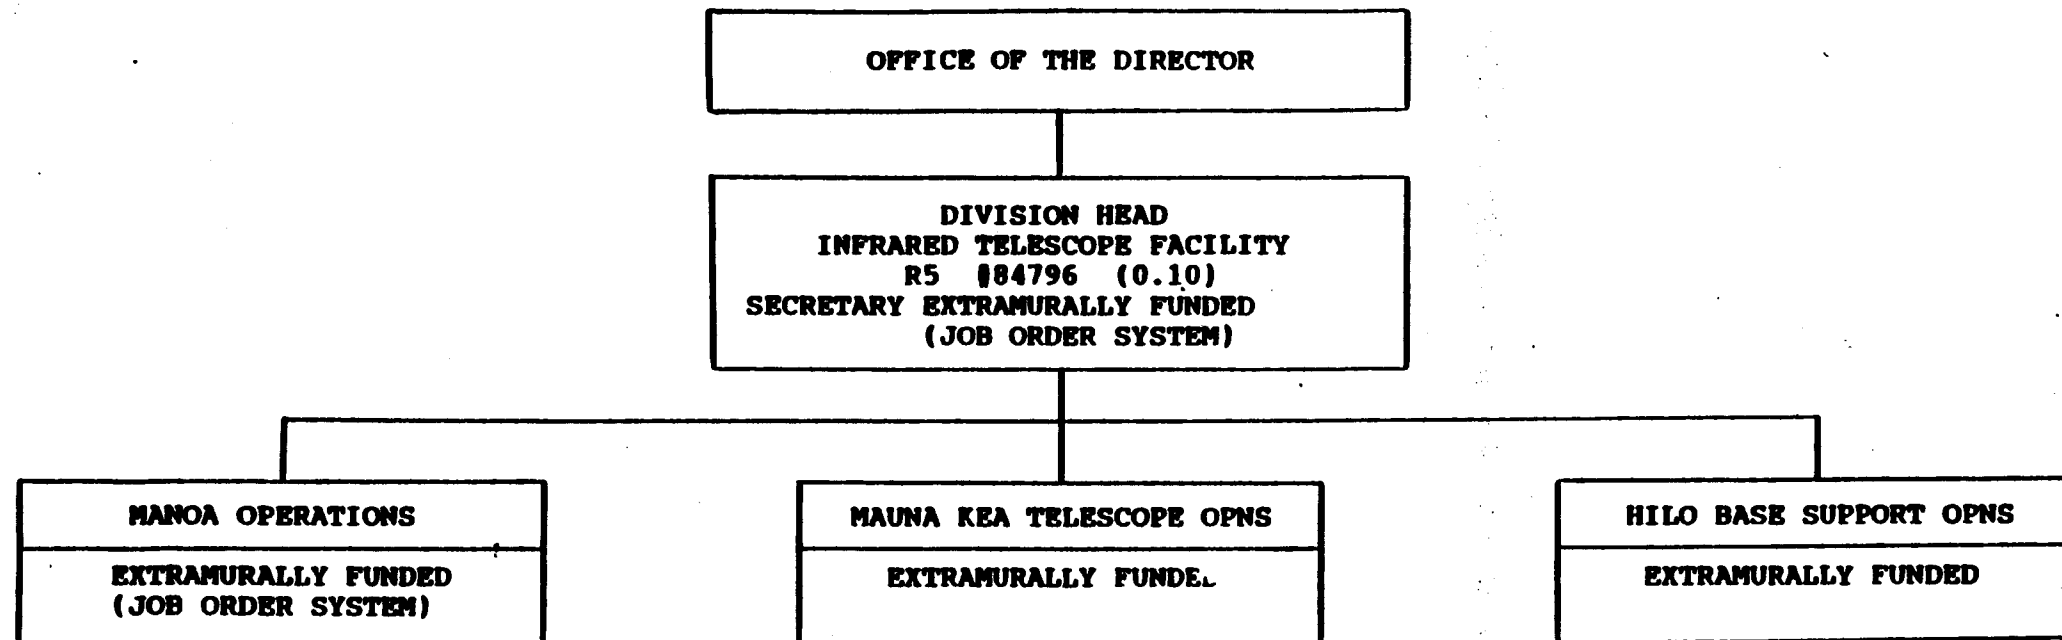 OFFICE OF THE DIRECTOR
DIVISION HEAD
INFRARED TELESCOPE FACILITY
R5 #84796 (0.10)
SECRETARY EXTRAMURALLY FUNDED
(JOB ORDER SYSTEM)
MANOA OPERATIONS
EXTRAMURALLY FUNDED
(JOB ORDER SYSTEM)
MAUNA KEA TELESCOPE OPNS
EXTRAMURALLY FUNDED
HILO BASE SUPPORT OPNS
EXTRAMURALLY FUNDED